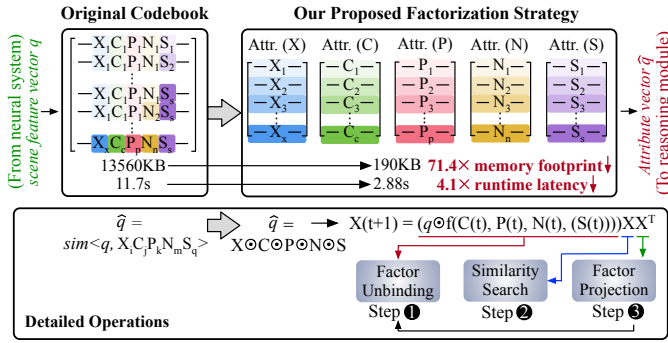 Original Codebook
Our Proposed Factorization Strategy
(From neural system)
scene feature vector q
X₁C₁P₁N₁S₁
X₁C₁P₁N₁S₂
X₁C₁P₁N₁Sₛ
X₁C₁P₁N₂Sₛ
XₓC꜀PₚNₙSₛ
Attr. (X) Attr. (C) Attr. (P) Attr. (N) Attr. (S)
X₁ C₁ P₁ N₁ S₁
X₂ C₂ P₂ N₂ S₂
X₃ C₃ P₃ N₃ S₃
Xₓ C꜀ Pₚ Nₙ Sₛ
Attribute vector q̂
(To reasoning module)
13560KB 190KB 71.4× memory footprint↓
11.7s 2.88s 4.1× runtime latency↓
q̂ =
sim<q, XᵢCⱼPₖNₘS_q>
q̂ =
X⊙C⊙P⊙N⊙S
X(t+1) = (q⊙f(C(t), P(t), N(t), (S(t))))XXᵀ
Factor Unbinding
Similarity Search
Factor Projection
Step ❶ Step ❷ Step ❸
Detailed Operations